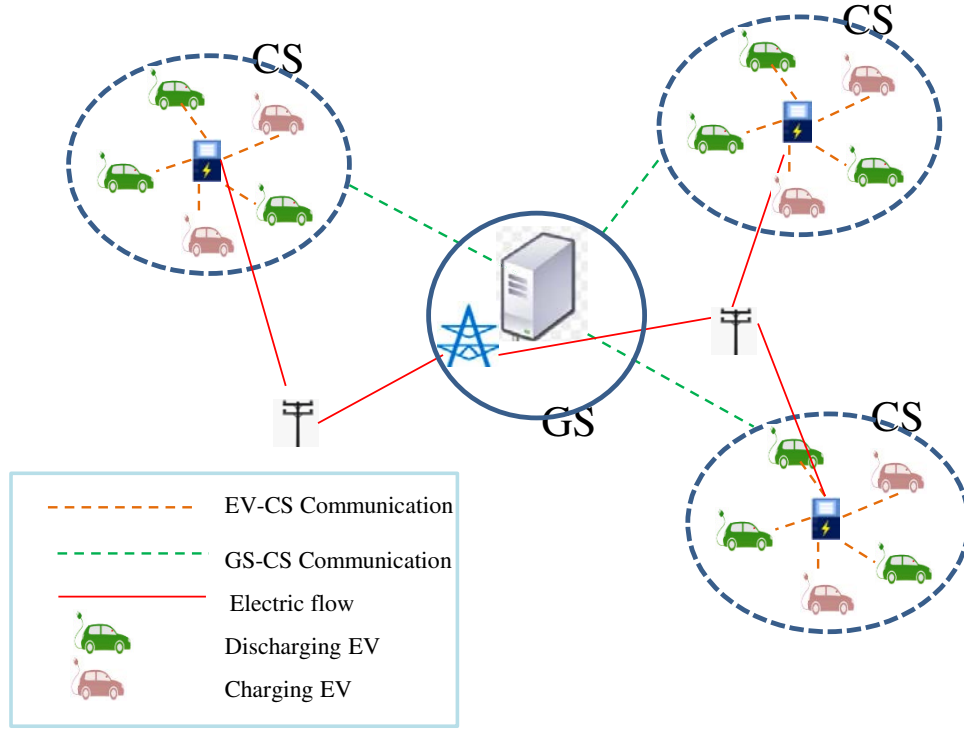 CS
CS
GS
CS
EV-CS Communication
GS-CS Communication
Electric flow
Discharging EV
Charging EV